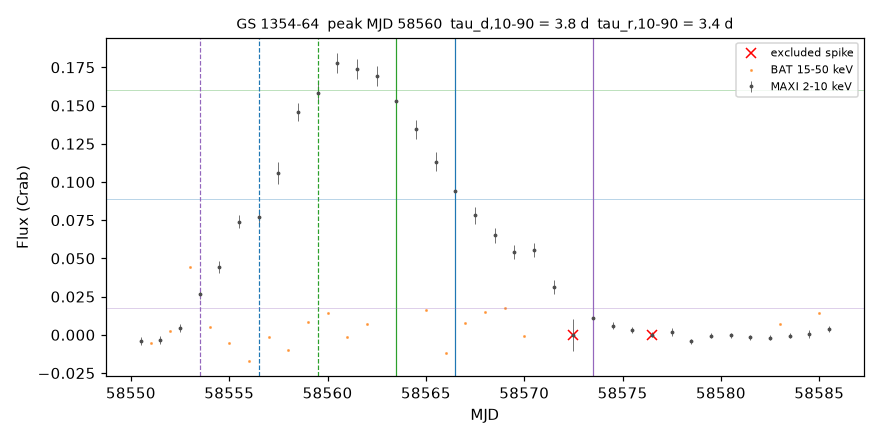 GS 1354-64  peak MJD 58560  tau_d,10-90 = 3.8 d  tau_r,10-90 = 3.4 d
excluded spike
BAT 15-50 keV
MAXI 2-10 keV
Flux (Crab)
0.175
0.150
0.125
0.100
0.075
0.050
0.025
0.000
−0.025
58550 58555 58560 58565 58570 58575 58580 58585
MJD